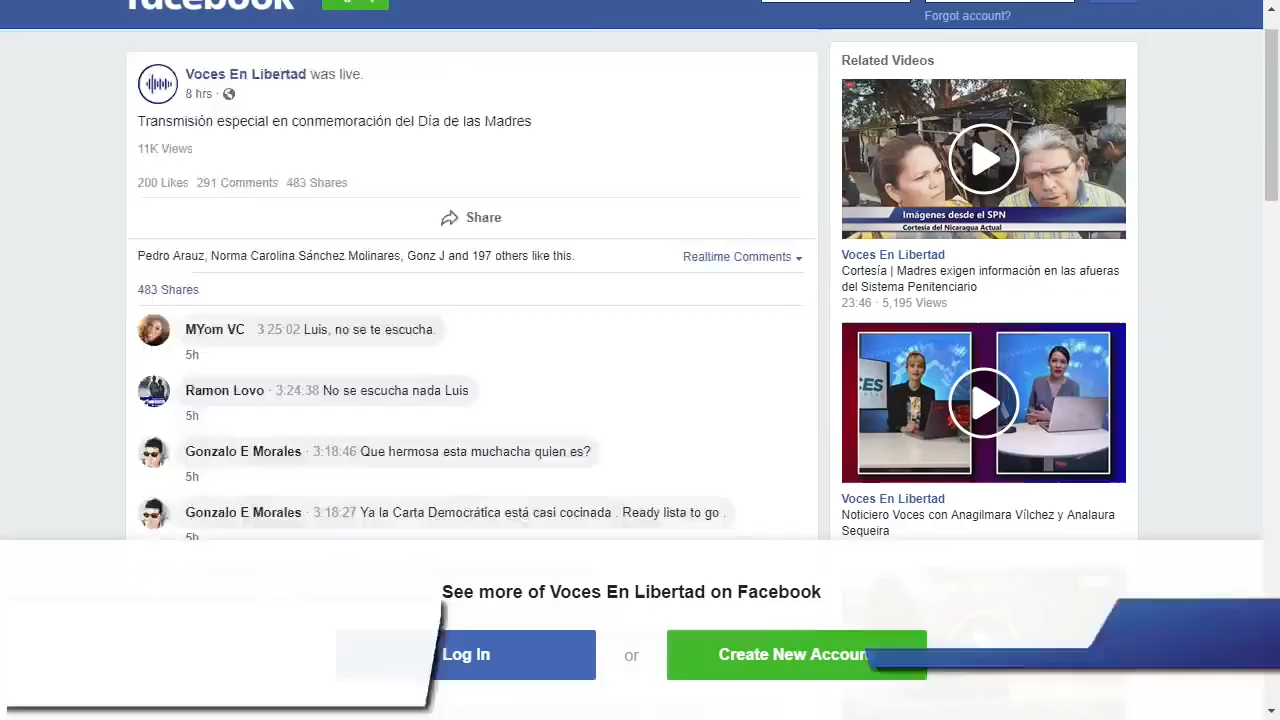 facebook
Forgot account?
Voces En Libertad was live.
8 hrs ·
Transmisión especial en conmemoración del Día de las Madres
11K Views
200 Likes 291 Comments 483 Shares
Share
Pedro AFruz, Norma Carolina Sánchez Molinares, Gonz J and 197 others like this.
Realtime Comments
483 Shares
MYom VC 3:25:02 Luis, no se te escucha.
5h
Ramon Lovo · 3:24:38 No se escucha nada Luis
5h
Gonzalo E Morales · 3:18:46 Que hermosa esta muchacha quien es?
5h
Gonzalo E Morales · 3:18:27 Ya la Carta Democrática está casi cocinada . Ready lista to go .
5h
Related Videos
Imágenes desde el SPN
Cortesía del Nicaragua Actual
Voces En Libertad
Cortesía | Madres exigen información en las afueras
del Sistema Penitenciario
23:46 · 5,195 Views
CES
Voces En Libertad
Noticiero Voces con Anagilmara Vílchez y Analaura
Sequeira
See more of Voces En Libertad on Facebook
Log In
or
Create New Accoun